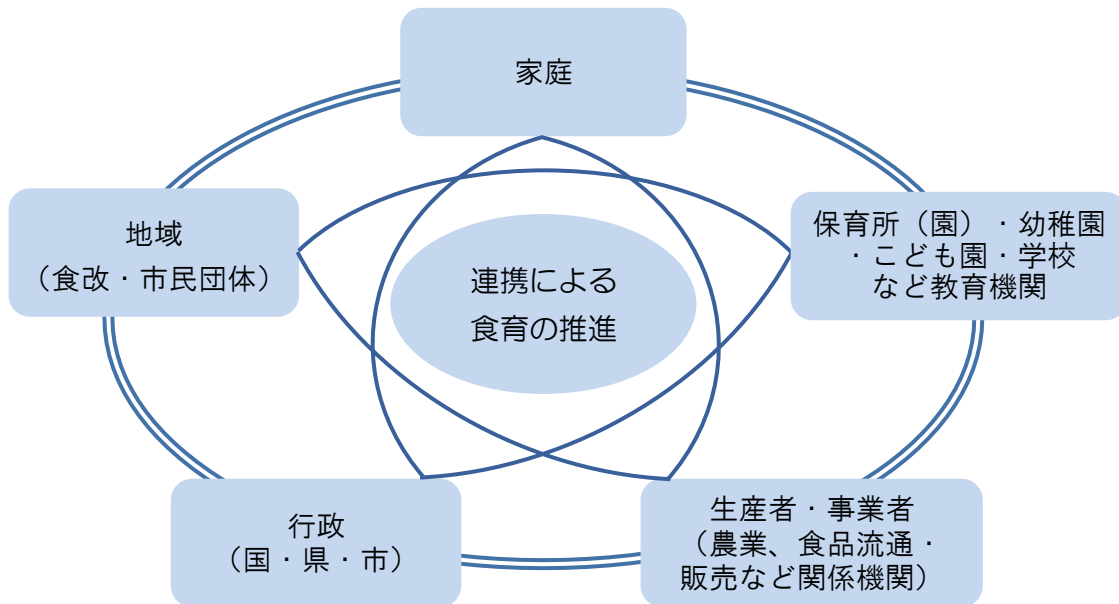 家庭
地域
（食改・市民団体）
保育所（園）・幼稚園
・こども園・学校
など教育機関
連携による
食育の推進
行政
（国・県・市）
生産者・事業者
（農業、食品流通・
販売など関係機関）